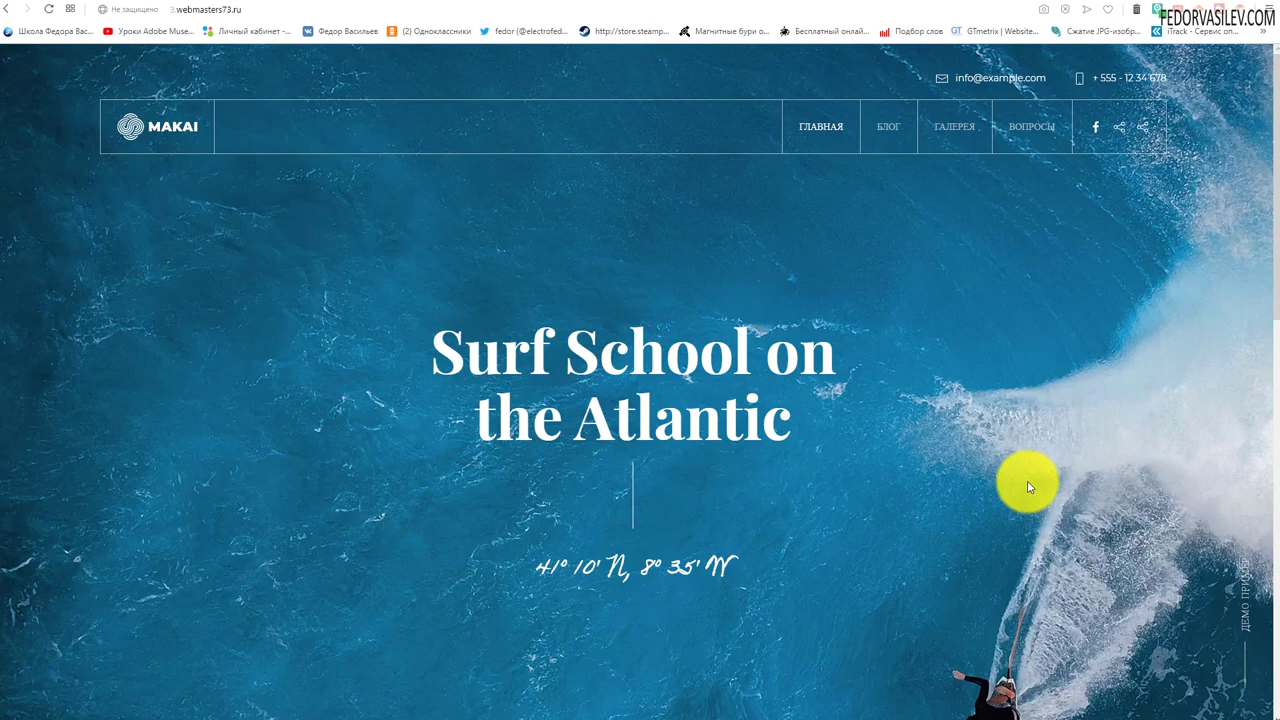 Не защищено
3.webmasters73.ru
FEDORVASILEV.COM
Школа Федора Вас...
Уроки Adobe Muse...
Личный кабинет -...
Федор Васильев
(2) Одноклассники
fedor (@electrofed...
http://store.steamp...
Магнитные бури о...
Бесплатный онлай...
Подбор слов
GT GTmetrix | Website...
Сжатие JPG-изобр...
iTrack - Сервис оп...
info@example.com
+ 555 - 12 34 678
MAKAI
ГЛАВНАЯ
БЛОГ
ГАЛЕРЕЯ
ВОПРОСЫ
Surf School on
the Atlantic
41° 10' N, 8° 35' W
ДЕМО ПРИМЕР